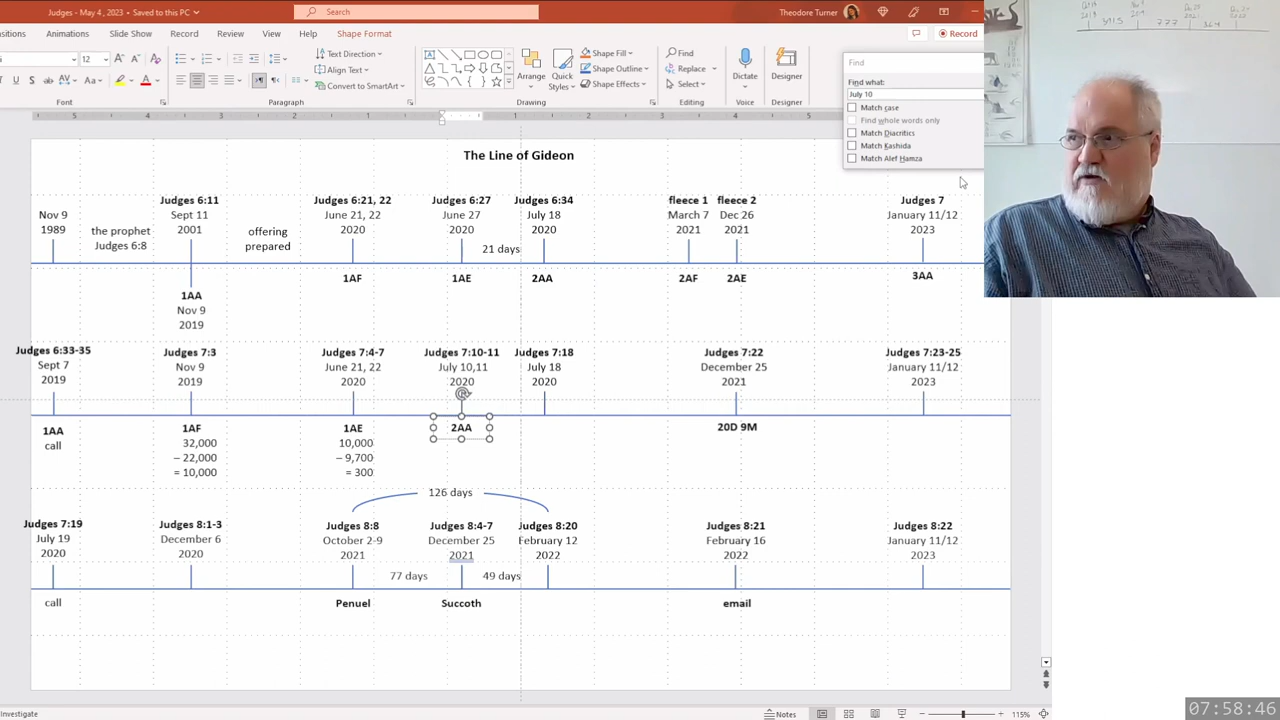 Judges - May 4 , 2023 • Saved to this PC
Search
Theodore Turner
Animations
Slide Show
Record
Review
View
Help
Shape Format
Record
12
Text Direction
Align Text
Convert to SmartArt
Arrange
Quick
Styles
Shape Fill
Shape Outline
Shape Effects
Find
Replace
Select
Dictate
Designer
Font
Paragraph
Drawing
Editing
Voice
Designer
Find
Find what:
July 10
Match case
Find whole words only
Match Diacritics
Match Kashida
Match Alef Hamza
The Line of Gideon
Nov 9
1989
the prophet
Judges 6:8
Judges 6:11
Sept 11
2001
offering
prepared
Judges 6:21, 22
June 21, 22
2020
Judges 6:27
June 27
2020
21 days
Judges 6:34
July 18
2020
fleece 1
March 7
2021
fleece 2
Dec 26
2021
Judges 7
January 11/12
2023
1AA
Nov 9
2019
1AF
1AE
2AA
2AF
2AE
3AA
Judges 6:33-35
Sept 7
2019
Judges 7:3
Nov 9
2019
Judges 7:4-7
June 21, 22
2020
Judges 7:10-11
July 10,11
2020
Judges 7:18
July 18
2020
Judges 7:22
December 25
2021
Judges 7:23-25
January 11/12
2023
1AA
call
1AF
32,000
– 22,000
= 10,000
1AE
10,000
– 9,700
= 300
2AA
20D 9M
126 days
Judges 7:19
July 19
2020
Judges 8:1-3
December 6
2020
Judges 8:8
October 2-9
2021
Judges 8:4-7
December 25
2021
Judges 8:20
February 12
2022
Judges 8:21
February 16
2022
Judges 8:22
January 11/12
2023
77 days
49 days
call
Penuel
Succoth
email
Investigate
Notes
115%
07:58:46